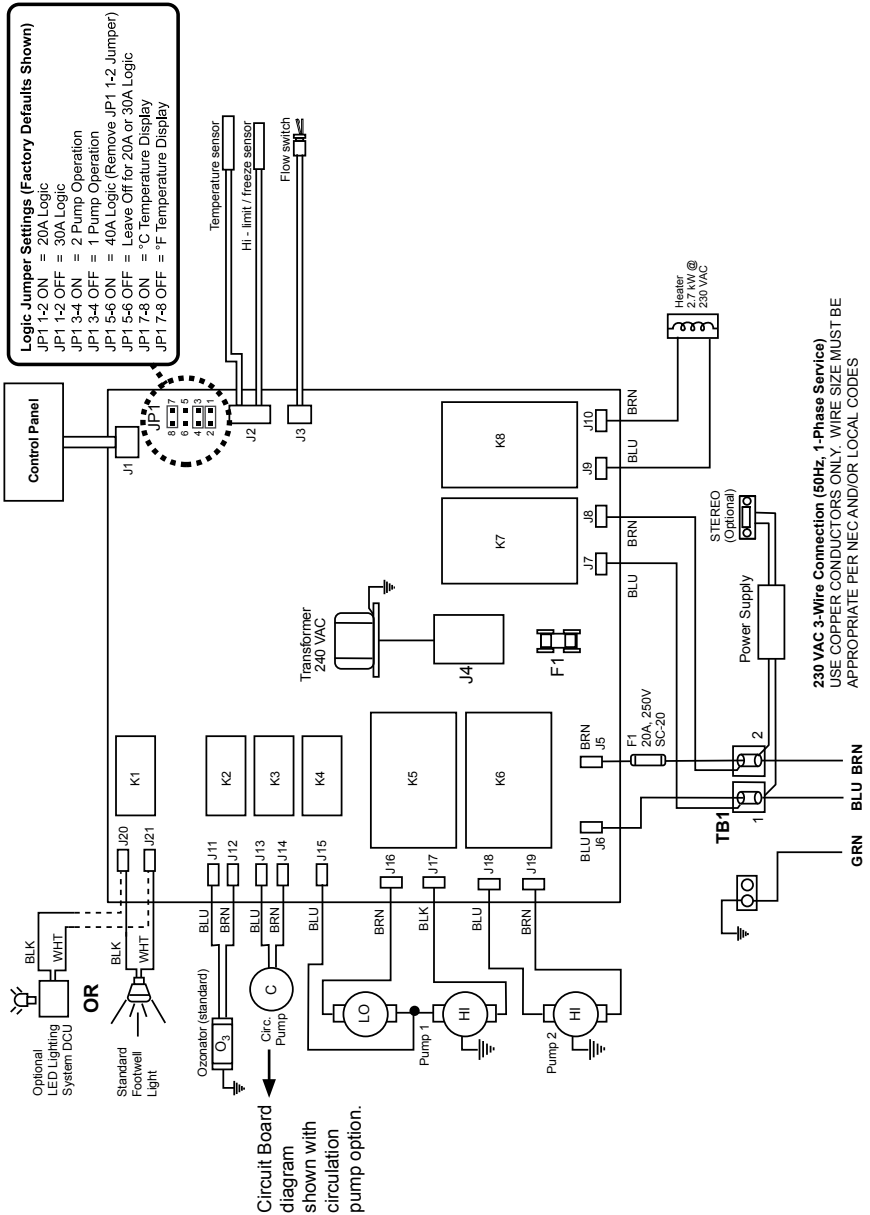 Control Panel
Logic Jumper Settings (Factory Defaults Shown)
JP1 1-2 ON = 20A Logic
JP1 1-2 OFF = 30A Logic
JP1 3-4 ON = 2 Pump Operation
JP1 3-4 OFF = 1 Pump Operation
JP1 5-6 ON = 40A Logic (Remove JP1 1-2 Jumper)
JP1 5-6 OFF = Leave Off for 20A or 30A Logic
JP1 7-8 ON = °C Temperature Display
JP1 7-8 OFF = °F Temperature Display
J1
JP1
8 7
6 5
4 3
2 1
J2
J3
Temperature sensor
Hi - limit / freeze sensor
Flow switch
Optional
LED Lighting
System DCU
BLK
WHT
OR
Standard
Footwell
Light
BLK
WHT
J20
J21
K1
Ozonator (standard)
O3
BLU
BRN
J11
J12
K2
C
Circ.
Pump
BLU
BRN
J13
J14
K3
Circuit Board
diagram
shown with
circulation
pump option.
BLU
J15
K4
LO
BRN
J16
K5
Pump 1
HI
BLK
J17
BLU
J18
K6
Pump 2
HI
BRN
J19
Transformer
240 VAC
J4
F1
K7
K8
BLU
J6
BRN
J5
F1
20A, 250V
SC-20
J7
BLU
J8
BRN
J9
BLU
J10
BRN
Heater
2.7 kW @
230 VAC
TB1
1
2
Power Supply
STEREO
(Optional)
GRN
BLU
BRN
230 VAC 3-Wire Connection (50Hz, 1-Phase Service)
USE COPPER CONDUCTORS ONLY. WIRE SIZE MUST BE
APPROPRIATE PER NEC AND/OR LOCAL CODES